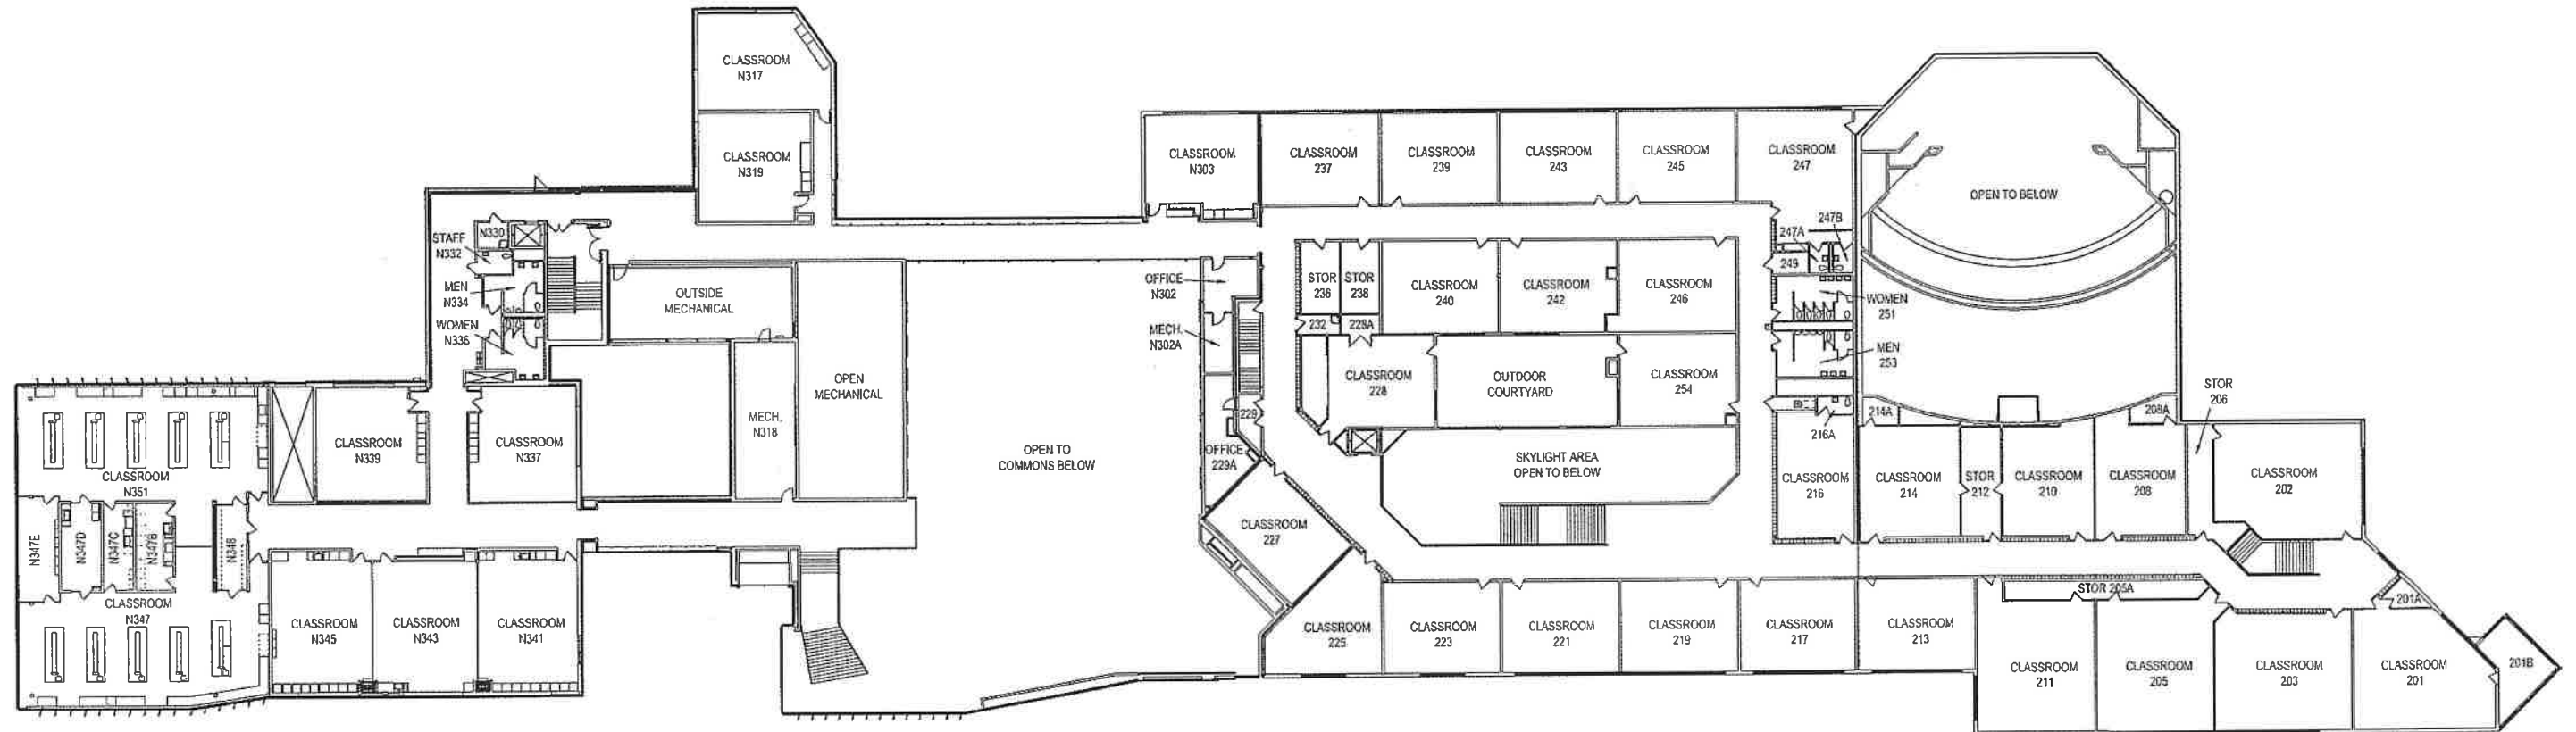 CLASSROOM
N317
CLASSROOM
N319
CLASSROOM
N303
CLASSROOM
237
CLASSROOM
239
CLASSROOM
243
CLASSROOM
245
CLASSROOM
247
OPEN TO BELOW
N330
STAFF
N332
MEN
N334
WOMEN
N336
OUTSIDE
MECHANICAL
OPEN
MECHANICAL
MECH.
N318
OFFICE
N302
MECH.
N302A
STOR
236
STOR
238
232
228A
CLASSROOM
240
CLASSROOM
242
CLASSROOM
246
247A
247B
249
WOMEN
251
MEN
253
CLASSROOM
228
OUTDOOR
COURTYARD
CLASSROOM
254
229
OFFICE
229A
OPEN TO
COMMONS BELOW
SKYLIGHT AREA
OPEN TO BELOW
216A
214A
208A
STOR
206
CLASSROOM
216
CLASSROOM
214
STOR
212
CLASSROOM
210
CLASSROOM
208
CLASSROOM
202
CLASSROOM
N339
CLASSROOM
N337
CLASSROOM
N351
N347E
N347D
N347C
N347B
N348
CLASSROOM
N347
CLASSROOM
N345
CLASSROOM
N343
CLASSROOM
N341
CLASSROOM
227
CLASSROOM
225
CLASSROOM
223
CLASSROOM
221
CLASSROOM
219
CLASSROOM
217
CLASSROOM
213
STOR 205A
CLASSROOM
211
CLASSROOM
205
CLASSROOM
203
CLASSROOM
201
201A
201B